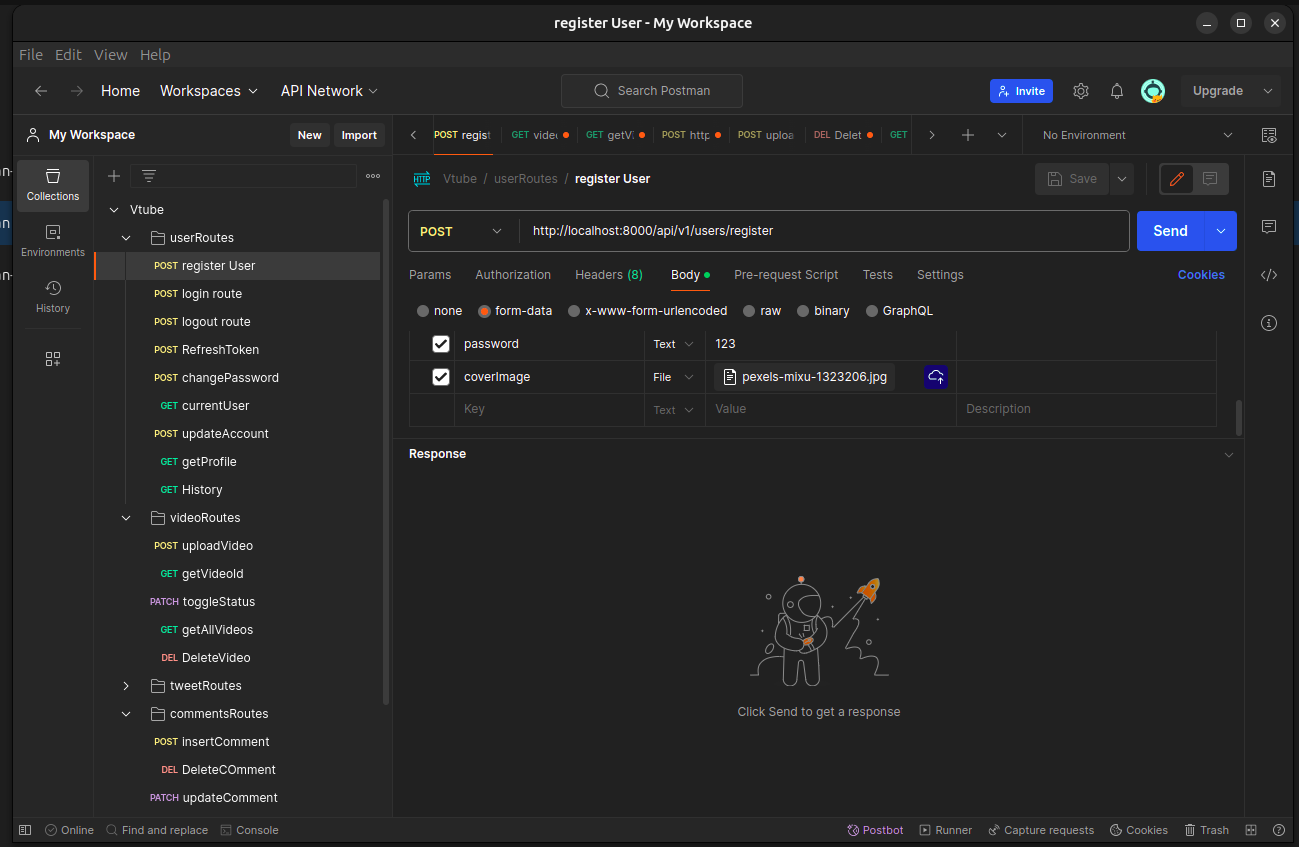 register User - My Workspace
File Edit View Help
Home Workspaces API Network Search Postman Invite Upgrade
My Workspace New Import
POST regist GET vide GET getV POST http POST uploa DEL Delet GET No Environment
Collections
Environments
History
Vtube
userRoutes
POST register User
POST login route
POST logout route
POST RefreshToken
POST changePassword
GET currentUser
POST updateAccount
GET getProfile
GET History
videoRoutes
POST uploadVideo
GET getVideoId
PATCH toggleStatus
GET getAllVideos
DEL DeleteVideo
tweetRoutes
commentsRoutes
POST insertComment
DEL DeleteCOmment
PATCH updateComment
HTTP Vtube / userRoutes / register User Save
POST http://localhost:8000/api/v1/users/register Send
Params Authorization Headers (8) Body Pre-request Script Tests Settings Cookies
none form-data x-www-form-urlencoded raw binary GraphQL
password Text 123
coverImage File pexels-mixu-1323206.jpg
Key Text Value Description
Response
Click Send to get a response
Online Find and replace Console Postbot Runner Capture requests Cookies Trash